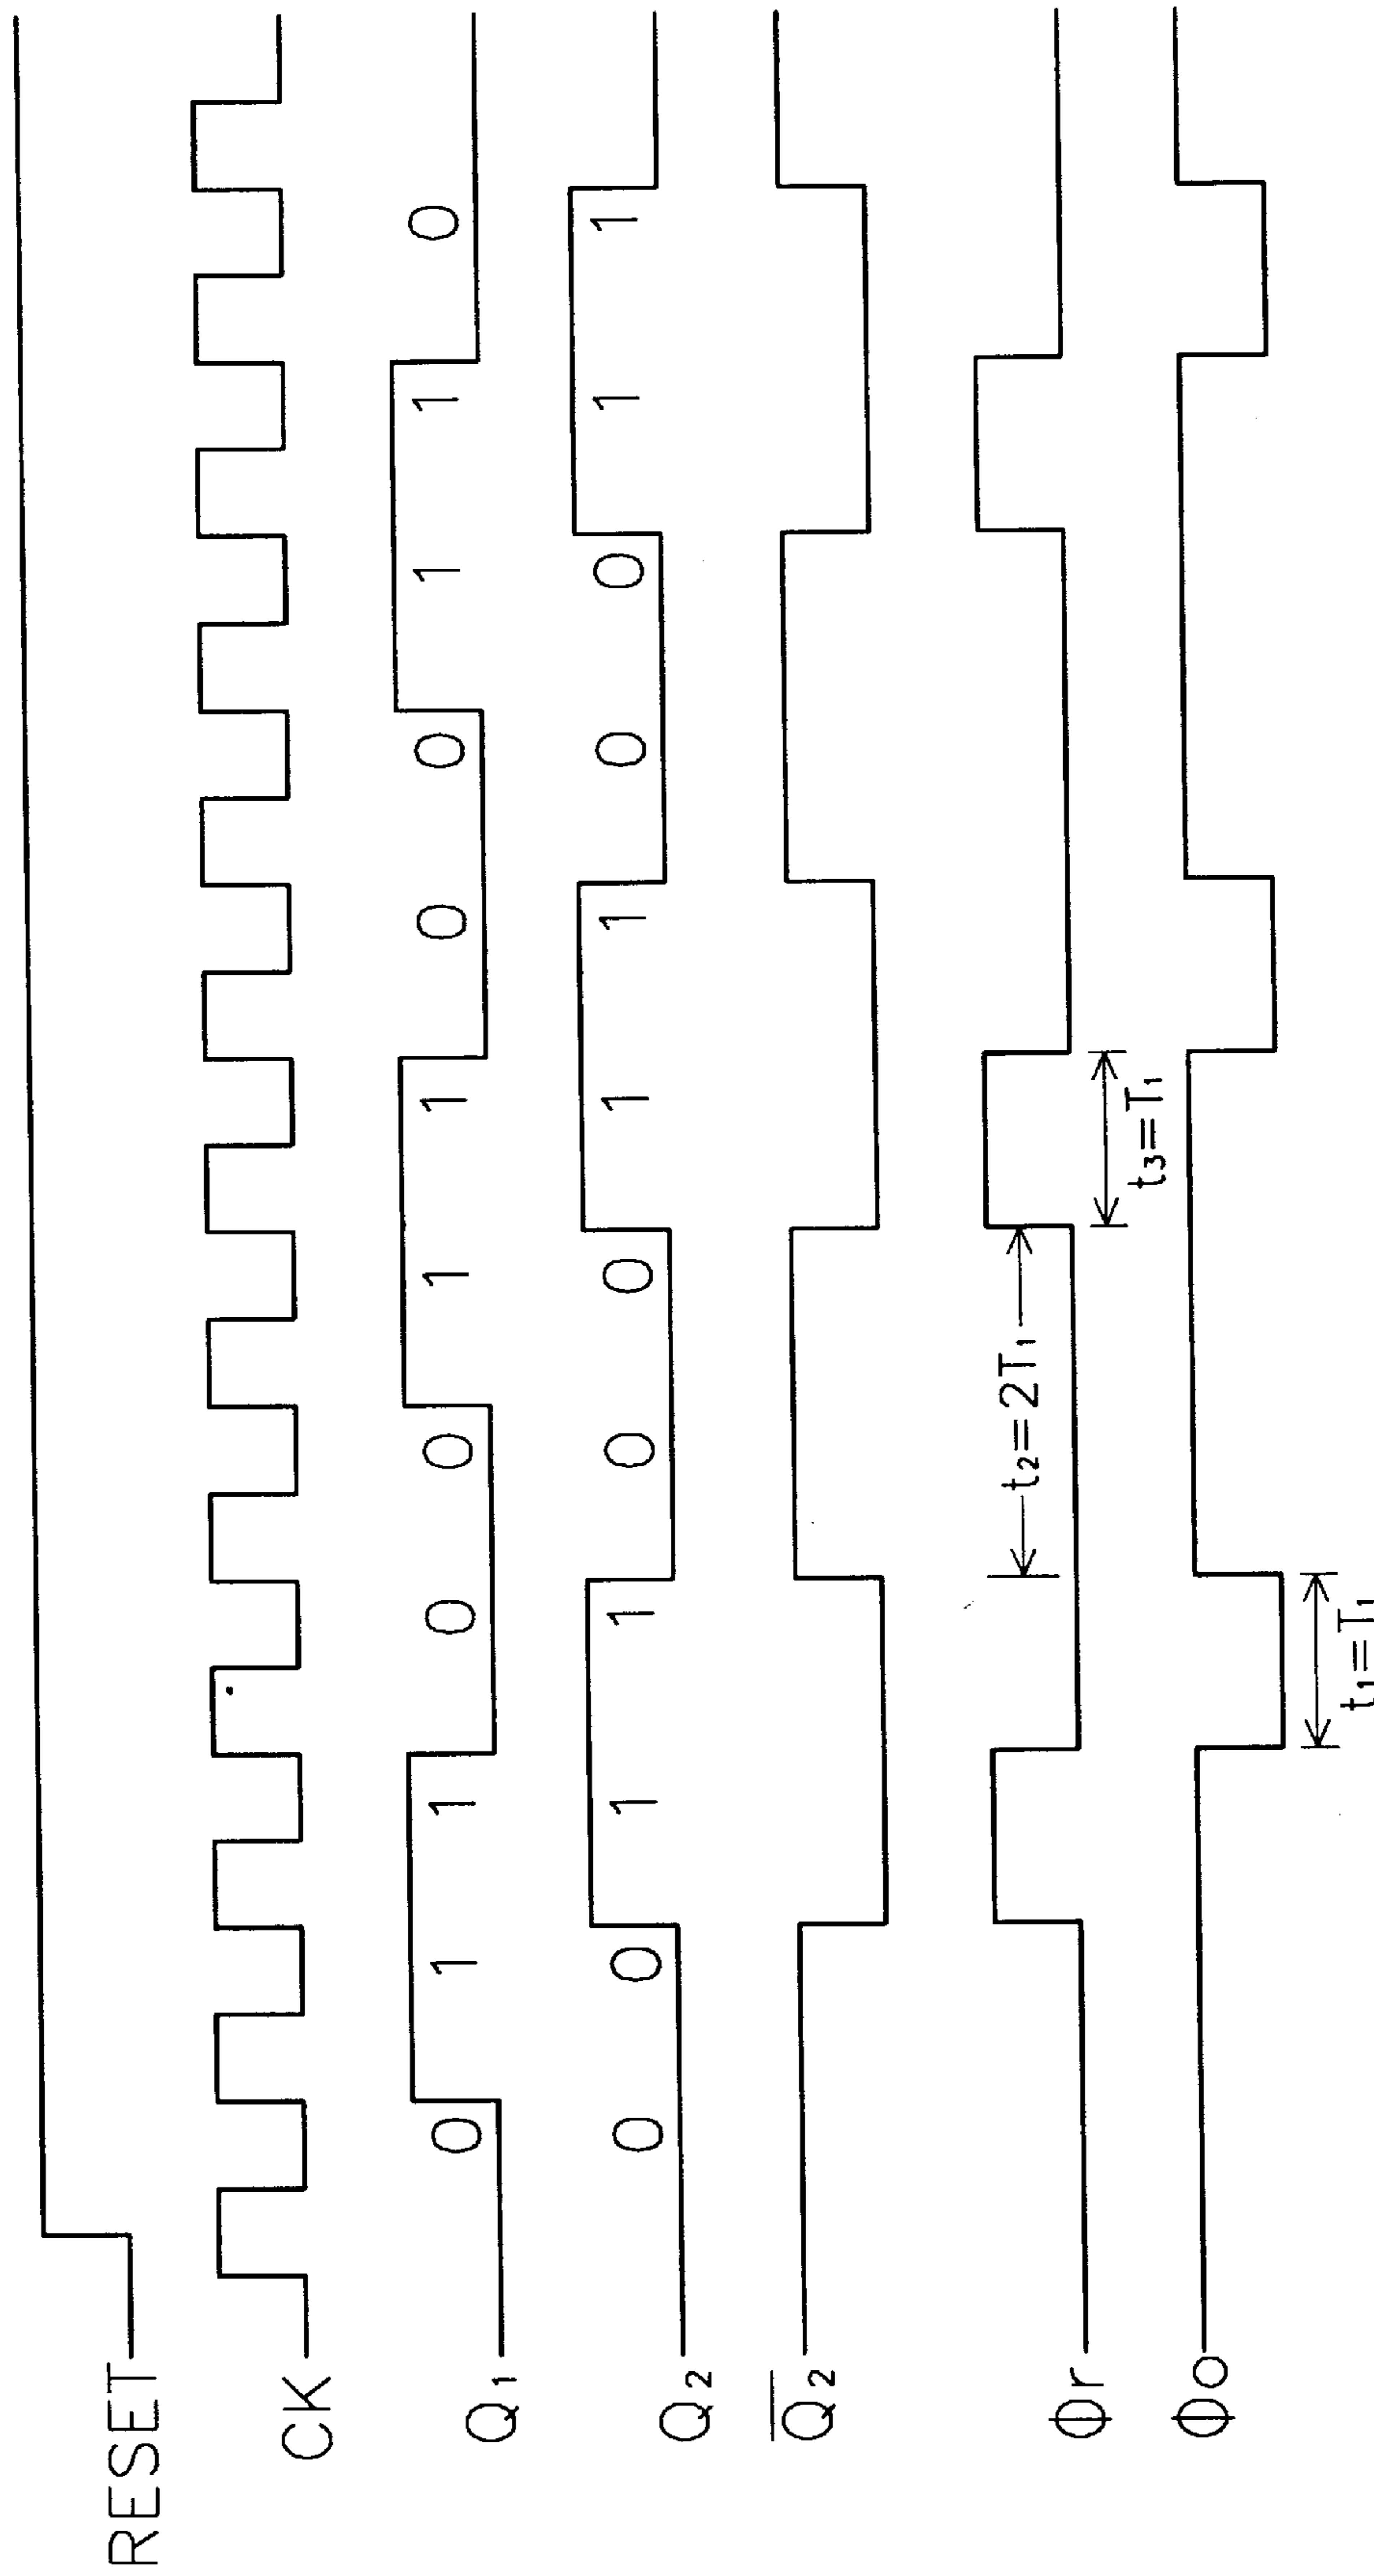 RESET
CK
Q₁ 0 1 1 0 0 1 1 0 0 1 1 0
Q₂ 0 0 1 1 0 0 1 1 0 0 1 1
Q̅₂
Φr t₂=2T₁ t₃=T₁
Φo t₁=T₁